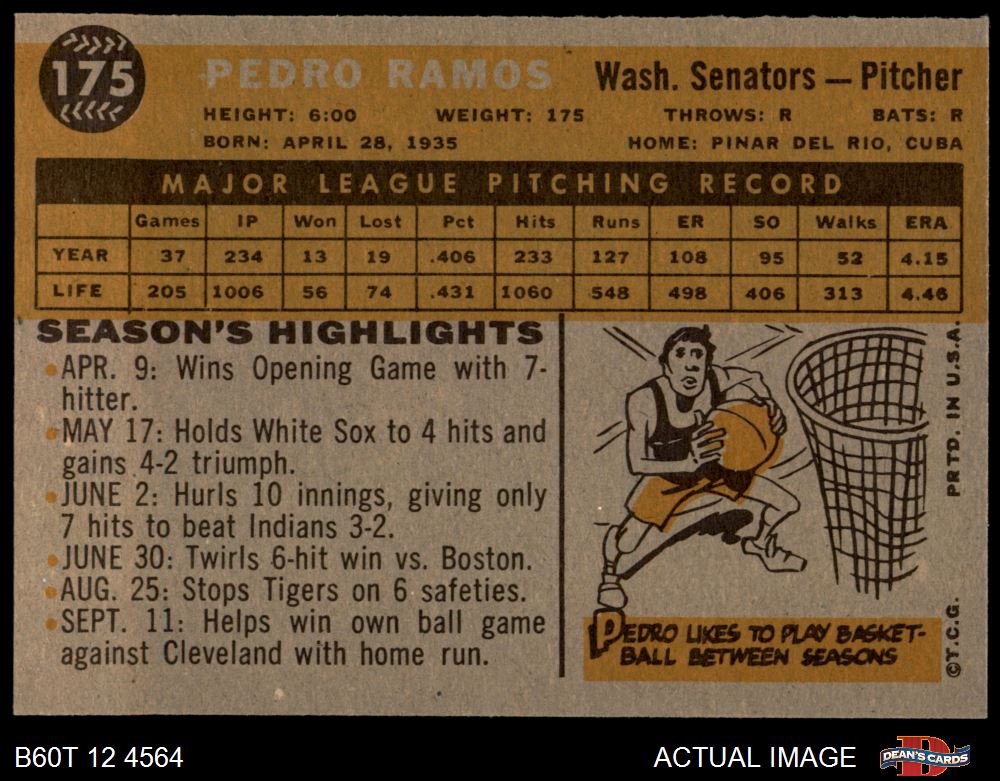 175
PEDRO RAMOS
Wash. Senators — Pitcher
HEIGHT: 6:00 WEIGHT: 175 THROWS: R BATS: R
BORN: APRIL 28, 1935 HOME: PINAR DEL RIO, CUBA
MAJOR LEAGUE PITCHING RECORD
Games IP Won Lost Pct Hits Runs ER SO Walks ERA
YEAR 37 234 13 19 .406 233 127 108 95 52 4.15
LIFE 205 1006 56 74 .431 1060 548 498 406 313 4.46
SEASON'S HIGHLIGHTS
•APR. 9: Wins Opening Game with 7-
hitter.
•MAY 17: Holds White Sox to 4 hits and
gains 4-2 triumph.
•JUNE 2: Hurls 10 innings, giving only
7 hits to beat Indians 3-2.
•JUNE 30: Twirls 6-hit win vs. Boston.
•AUG. 25: Stops Tigers on 6 safeties.
•SEPT. 11: Helps win own ball game
against Cleveland with home run.
PEDRO LIKES TO PLAY BASKET-
BALL BETWEEN SEASONS
©T.C.G. PRTD. IN U.S.A.
B60T 12 4564
ACTUAL IMAGE
DEAN'S CARDS